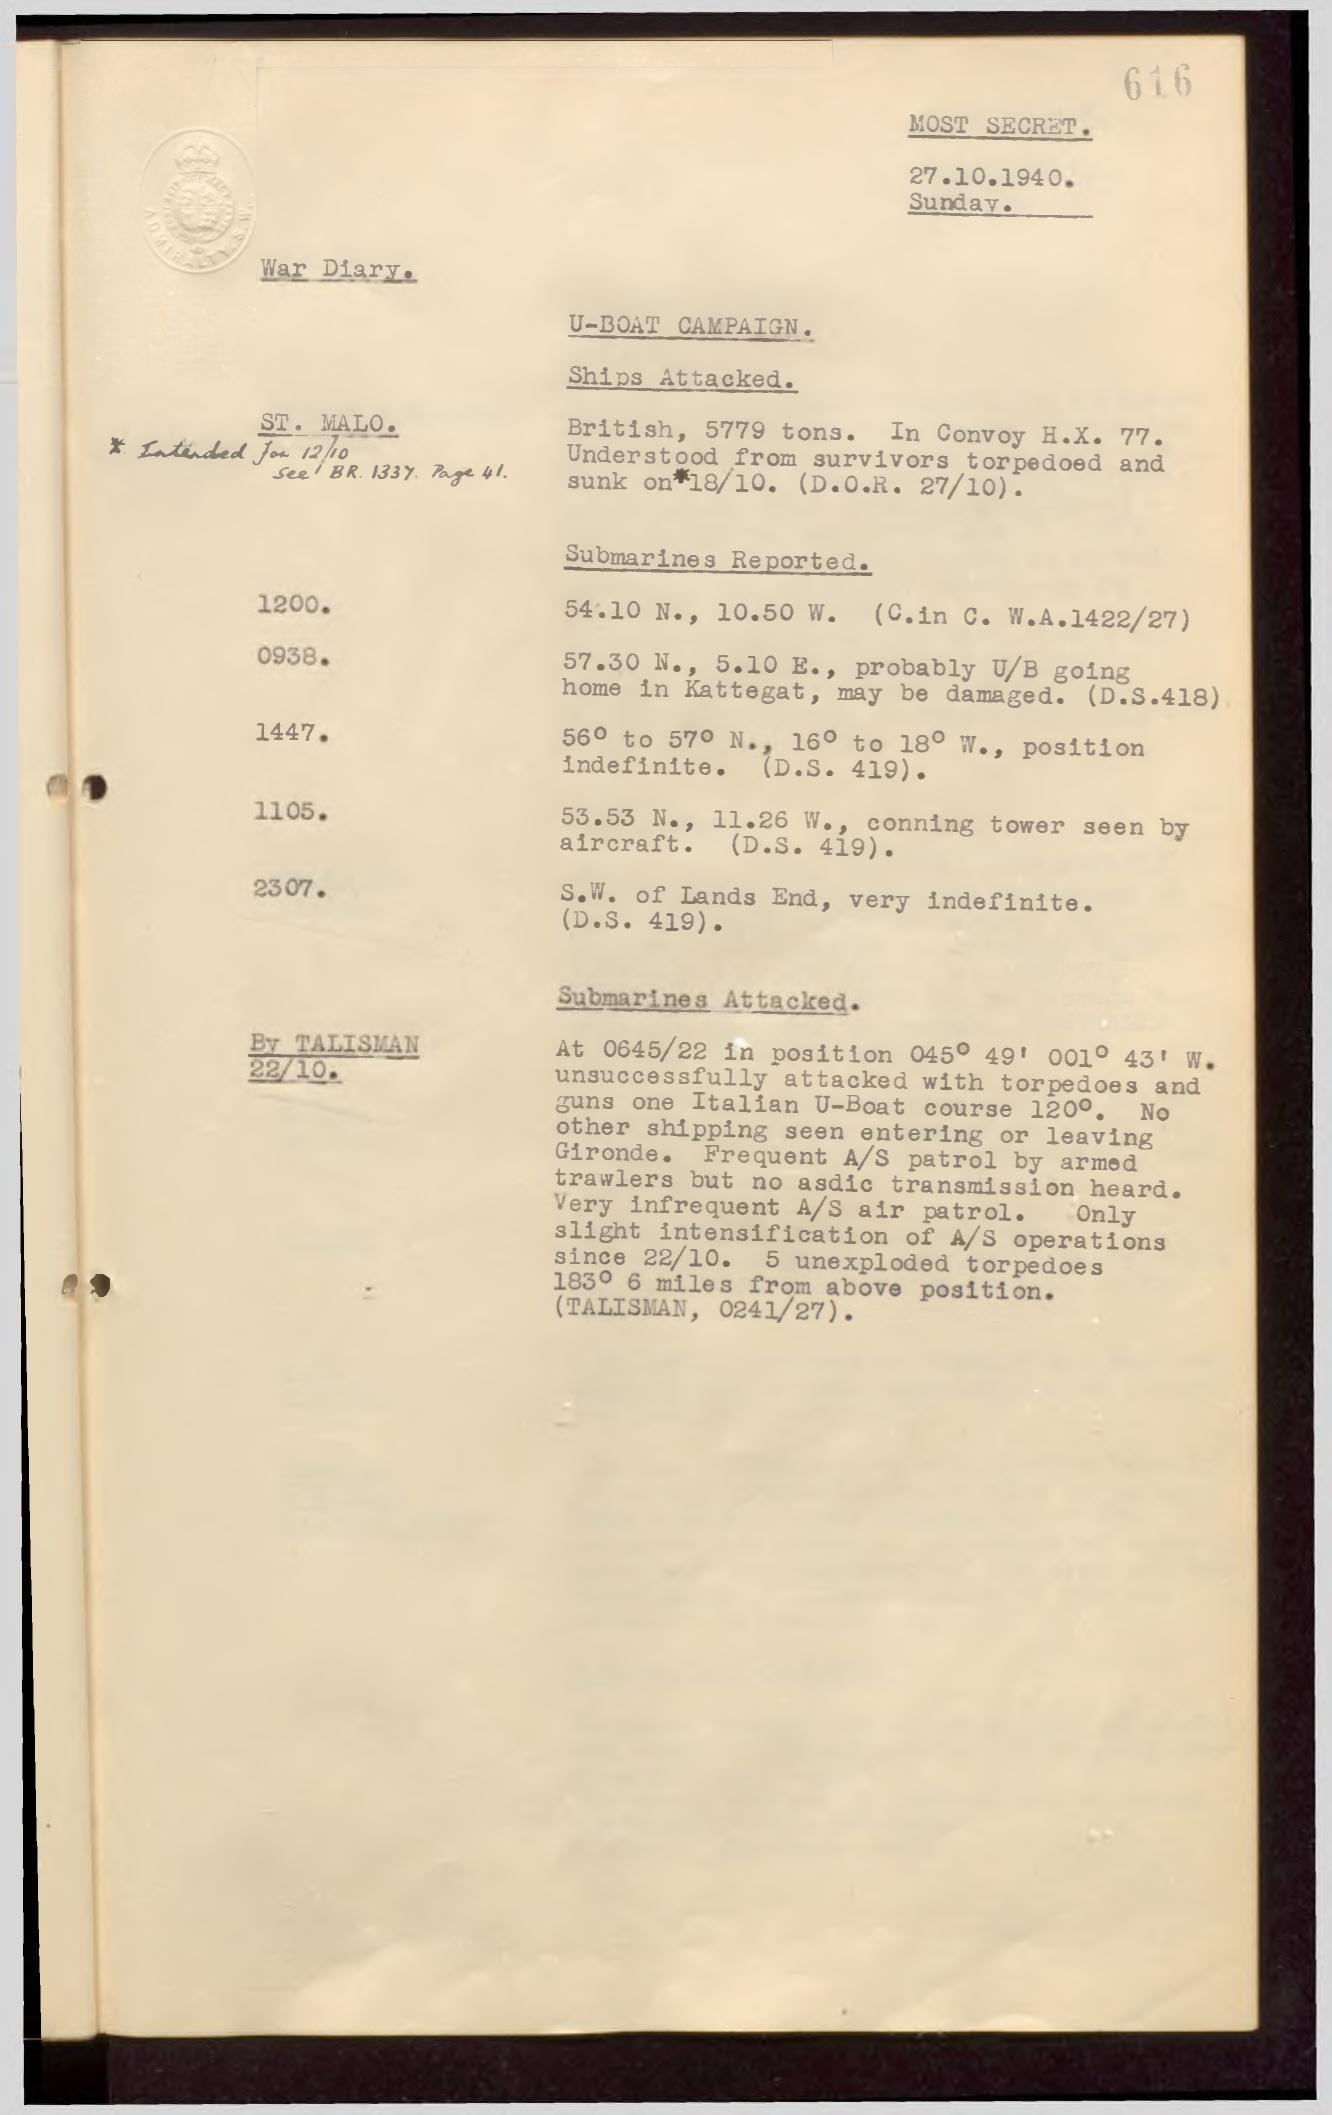 616
MOST SECRET.
27.10.1940.
Sunday.
ADMIRALTY. S.W.
War Diary.
U-BOAT CAMPAIGN.
Ships Attacked.
ST. MALO.
* Intended for 12/10
see BR. 1337. Page 41.
British, 5779 tons. In Convoy H.X. 77.
Understood from survivors torpedoed and
sunk on*18/10. (D.O.R. 27/10).
Submarines Reported.
1200. 54.10 N., 10.50 W. (C.in C. W.A.1422/27)
0938. 57.30 N., 5.10 E., probably U/B going
home in Kattegat, may be damaged. (D.S.418)
1447. 56° to 57° N., 16° to 18° W., position
indefinite. (D.S. 419).
1105. 53.53 N., 11.26 W., conning tower seen by
aircraft. (D.S. 419).
2307. S.W. of Lands End, very indefinite.
(D.S. 419).
Submarines Attacked.
By TALISMAN
22/10.
At 0645/22 in position 045° 49' 001° 43' W.
unsuccessfully attacked with torpedoes and
guns one Italian U-Boat course 120°. No
other shipping seen entering or leaving
Gironde. Frequent A/S patrol by armed
trawlers but no asdic transmission heard.
Very infrequent A/S air patrol. Only
slight intensification of A/S operations
since 22/10. 5 unexploded torpedoes
183° 6 miles from above position.
(TALISMAN, 0241/27).